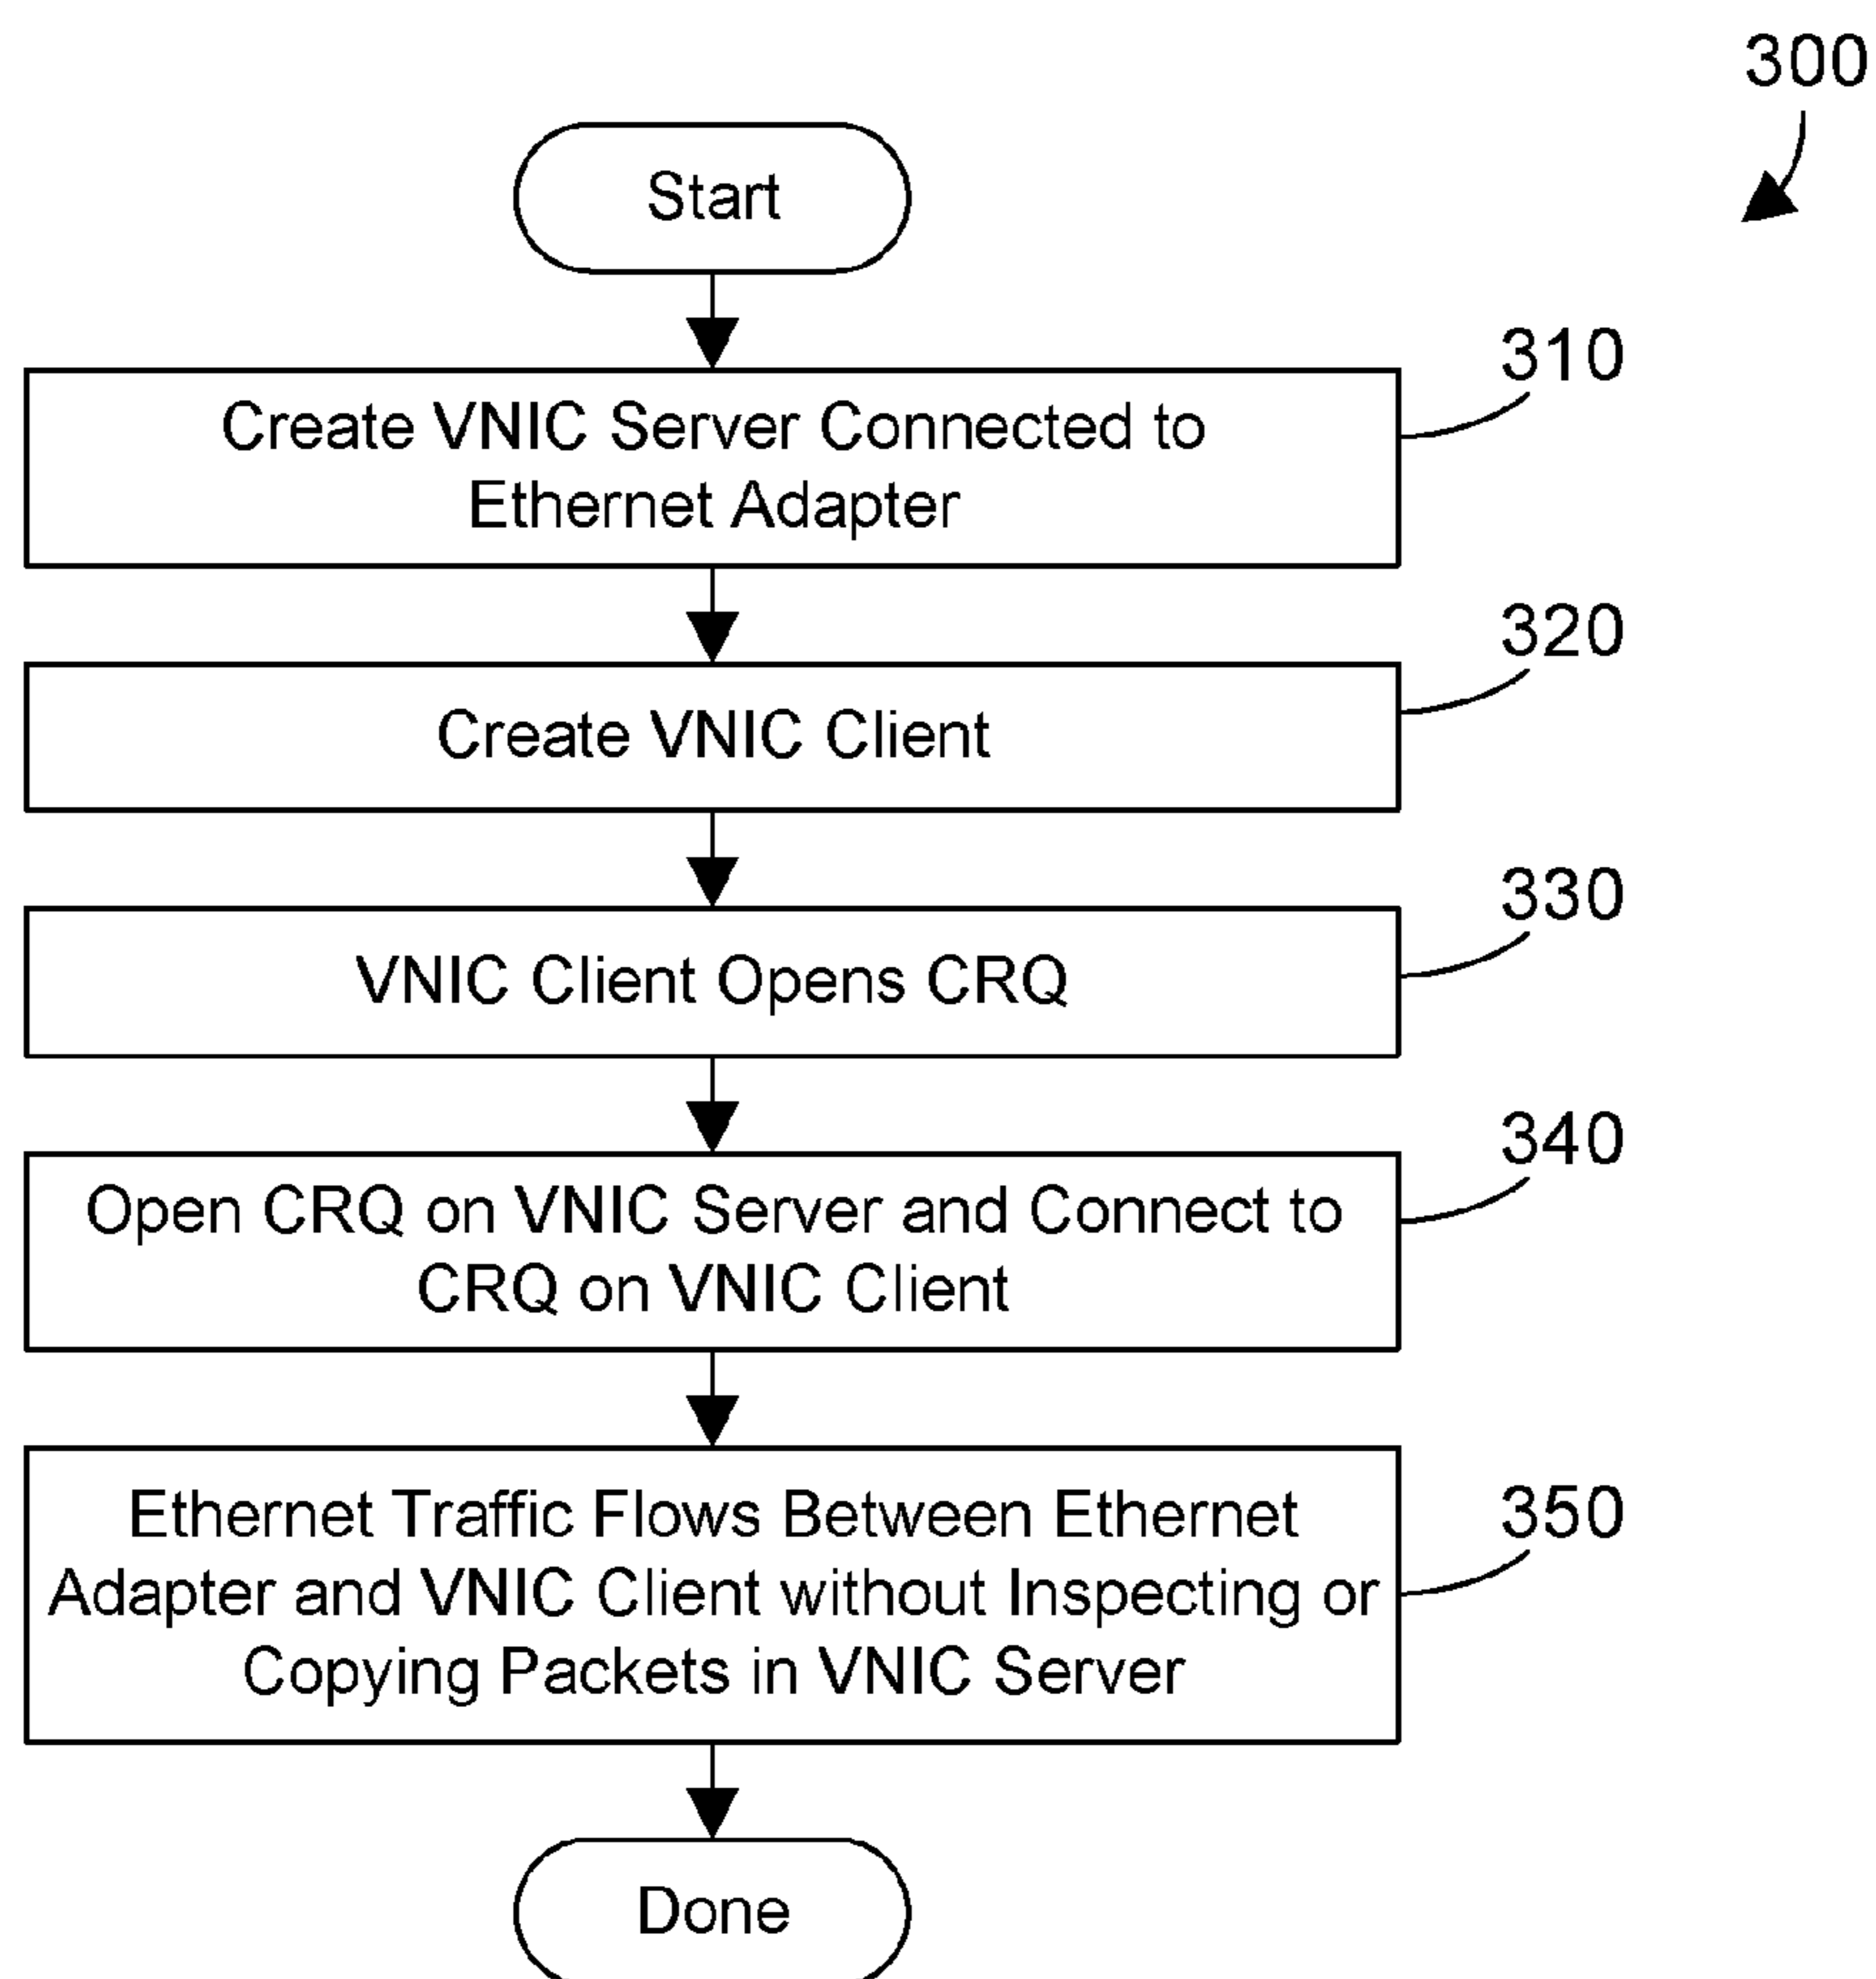 300
Start
310
Create VNIC Server Connected to
Ethernet Adapter
320
Create VNIC Client
330
VNIC Client Opens CRQ
340
Open CRQ on VNIC Server and Connect to
CRQ on VNIC Client
350
Ethernet Traffic Flows Between Ethernet
Adapter and VNIC Client without Inspecting or
Copying Packets in VNIC Server
Done